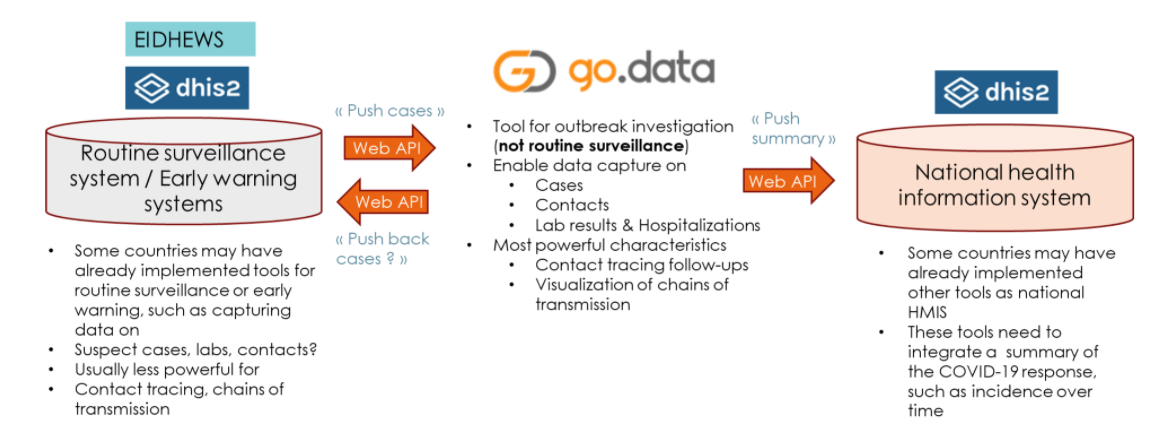 EIDHEWS
dhis2
Routine surveillance
system / Early warning
systems
• Some countries may have
already implemented tools for
routine surveillance or early
warning, such as capturing
data on
• Suspect cases, labs, contacts?
• Usually less powerful for
• Contact tracing, chains of
transmission
« Push cases »
Web API
Web API
« Push back
cases ? »
go.data
• Tool for outbreak investigation
(not routine surveillance)
• Enable data capture on
• Cases
• Contacts
• Lab results & Hospitalizations
• Most powerful characteristics
• Contact tracing follow-ups
• Visualization of chains of
transmission
« Push
summary »
Web API
dhis2
National health
information system
• Some countries may have
already implemented
other tools as national
HMIS
• These tools need to
integrate a summary of
the COVID-19 response,
such as incidence over
time